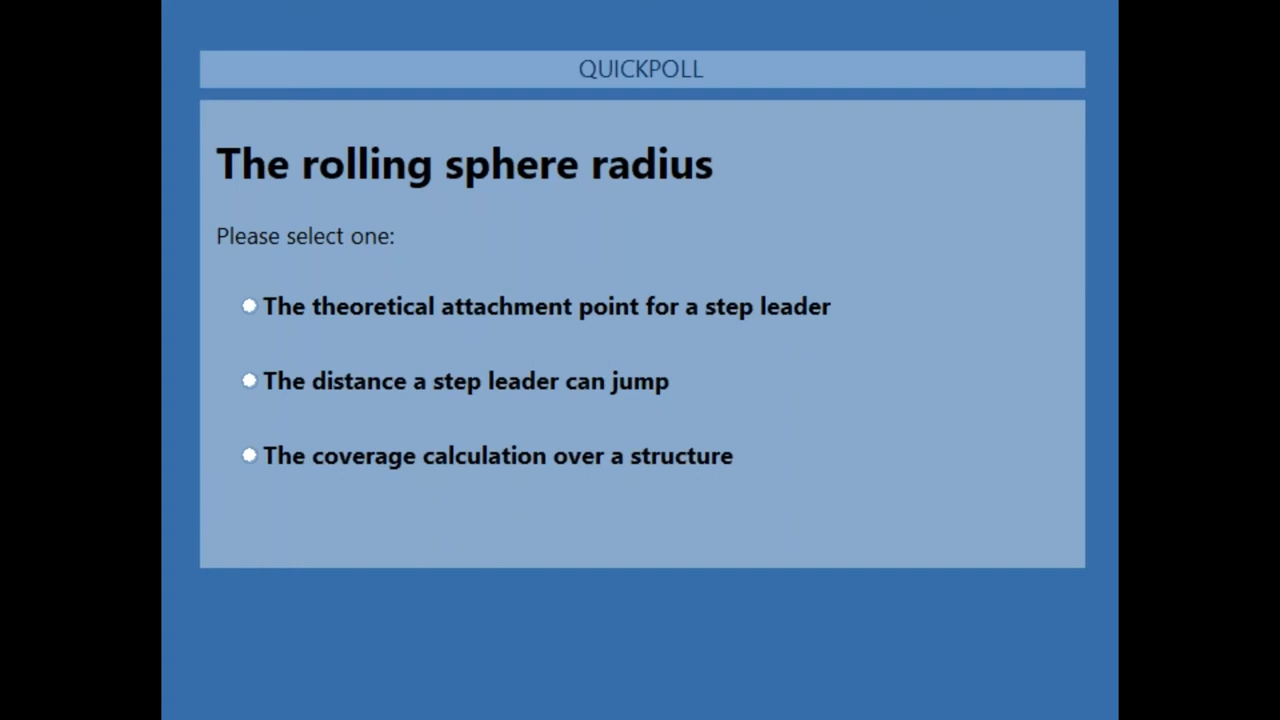 QUICKPOLL
The rolling sphere radius
Please select one:
The theoretical attachment point for a step leader
The distance a step leader can jump
The coverage calculation over a structure